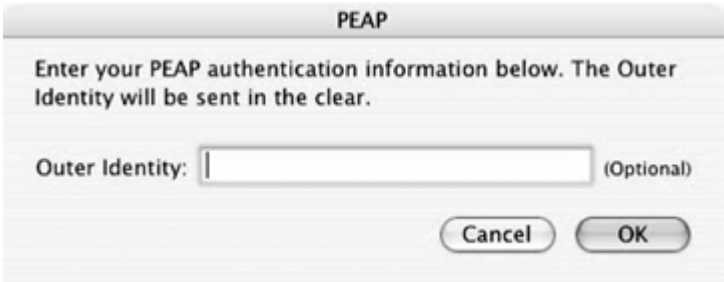 PEAP
Enter your PEAP authentication information below. The Outer
Identity will be sent in the clear.
Outer Identity: (Optional)
Cancel OK